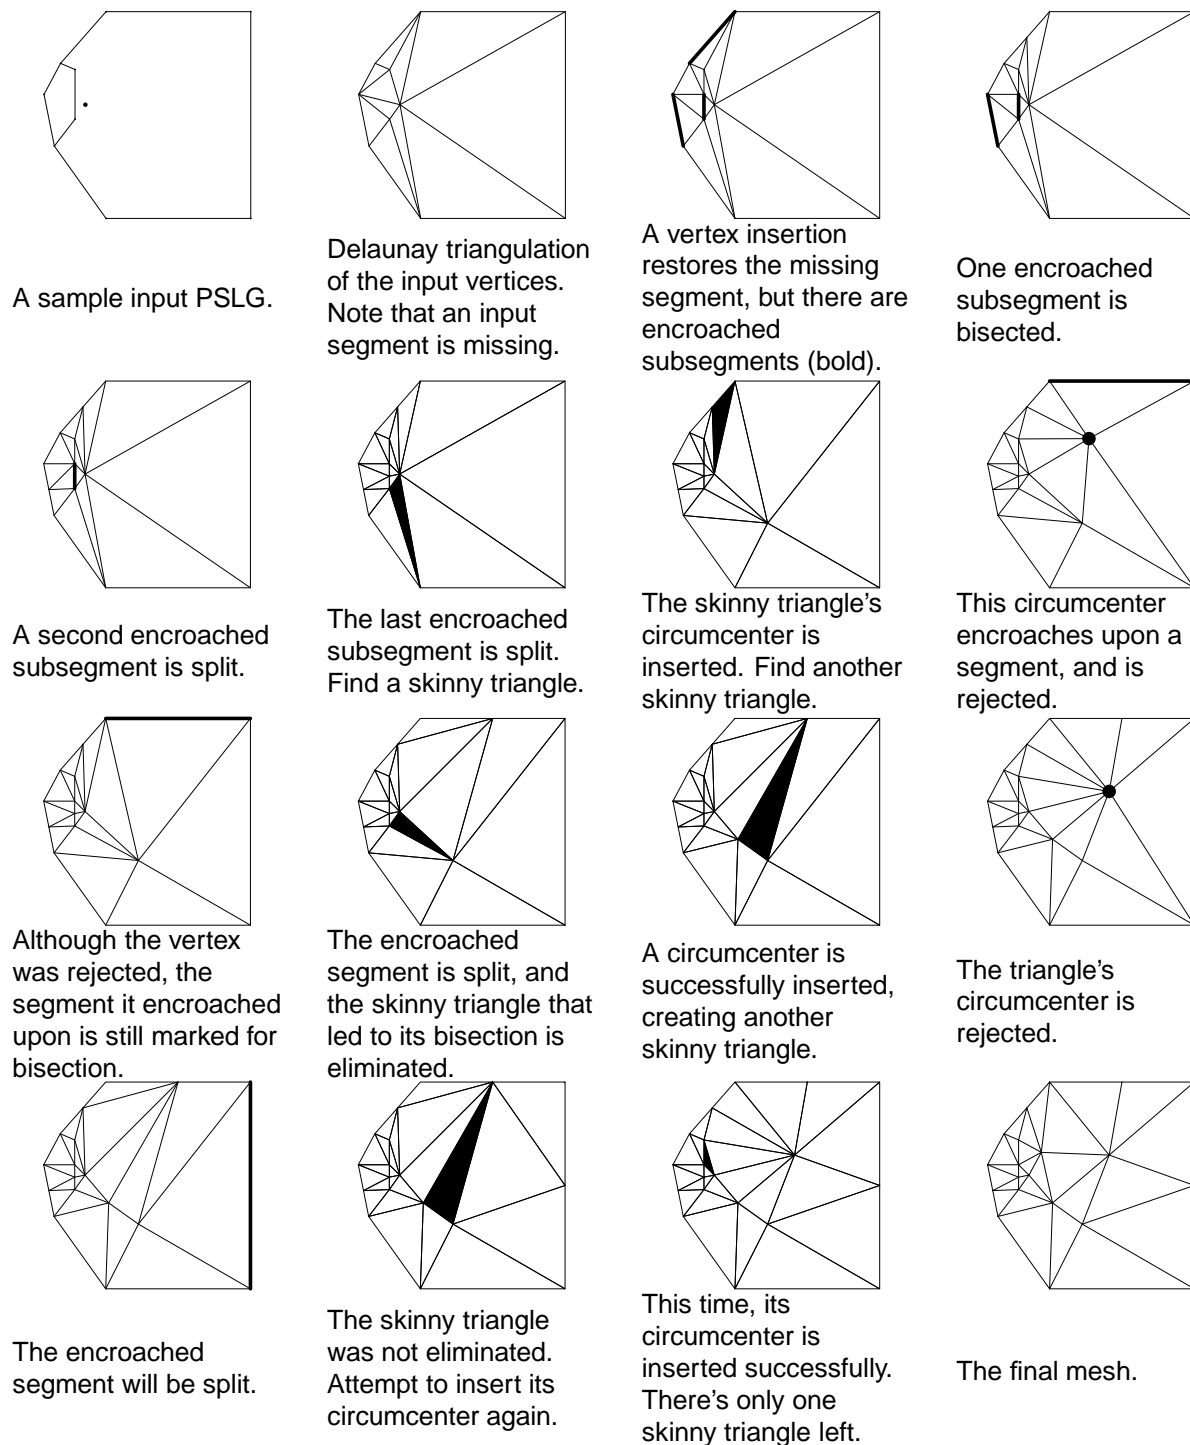 A sample input PSLG.
Delaunay triangulation
of the input vertices.
Note that an input
segment is missing.
A vertex insertion
restores the missing
segment, but there are
encroached
subsegments (bold).
One encroached
subsegment is
bisected.
A second encroached
subsegment is split.
The last encroached
subsegment is split.
Find a skinny triangle.
The skinny triangle's
circumcenter is
inserted. Find another
skinny triangle.
This circumcenter
encroaches upon a
segment, and is
rejected.
Although the vertex
was rejected, the
segment it encroached
upon is still marked for
bisection.
The encroached
segment is split, and
the skinny triangle that
led to its bisection is
eliminated.
A circumcenter is
successfully inserted,
creating another
skinny triangle.
The triangle's
circumcenter is
rejected.
The encroached
segment will be split.
The skinny triangle
was not eliminated.
Attempt to insert its
circumcenter again.
This time, its
circumcenter is
inserted successfully.
There's only one
skinny triangle left.
The final mesh.